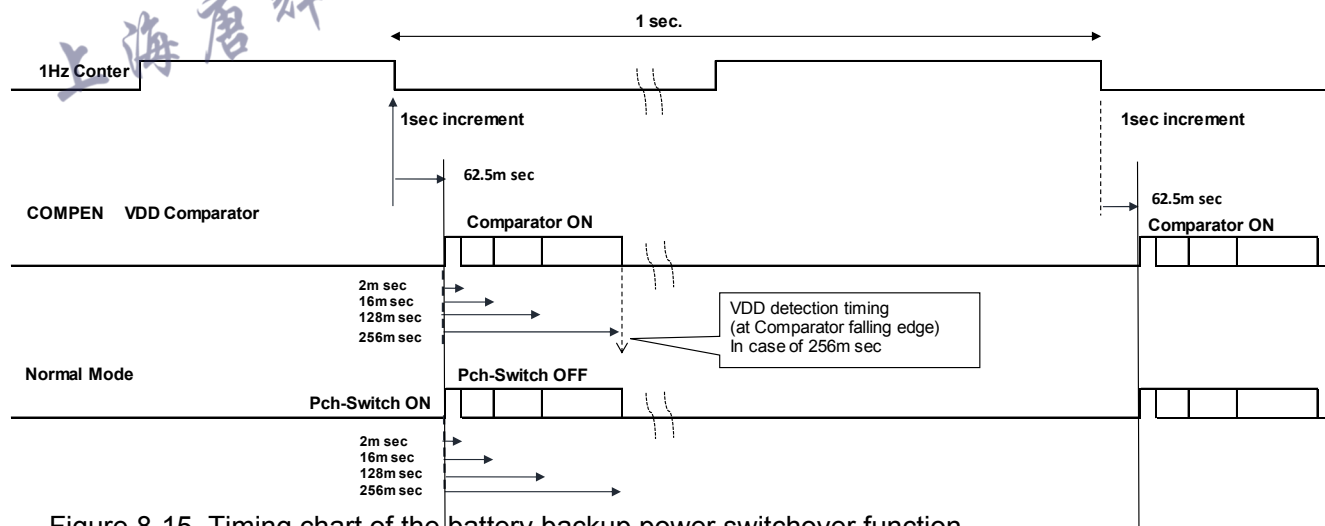 上海唐辉
1 sec.
1Hz Conter
1sec increment
1sec increment
62.5m sec
62.5m sec
COMPEN VDD Comparator
Comparator ON
Comparator ON
2m sec
16m sec
128m sec
256m sec
VDD detection timing
(at Comparator falling edge)
In case of 256m sec
Normal Mode
Pch-Switch OFF
Pch-Switch ON
2m sec
16m sec
128m sec
256m sec
Figure 8-15 Timing chart of the battery backup power switchover function